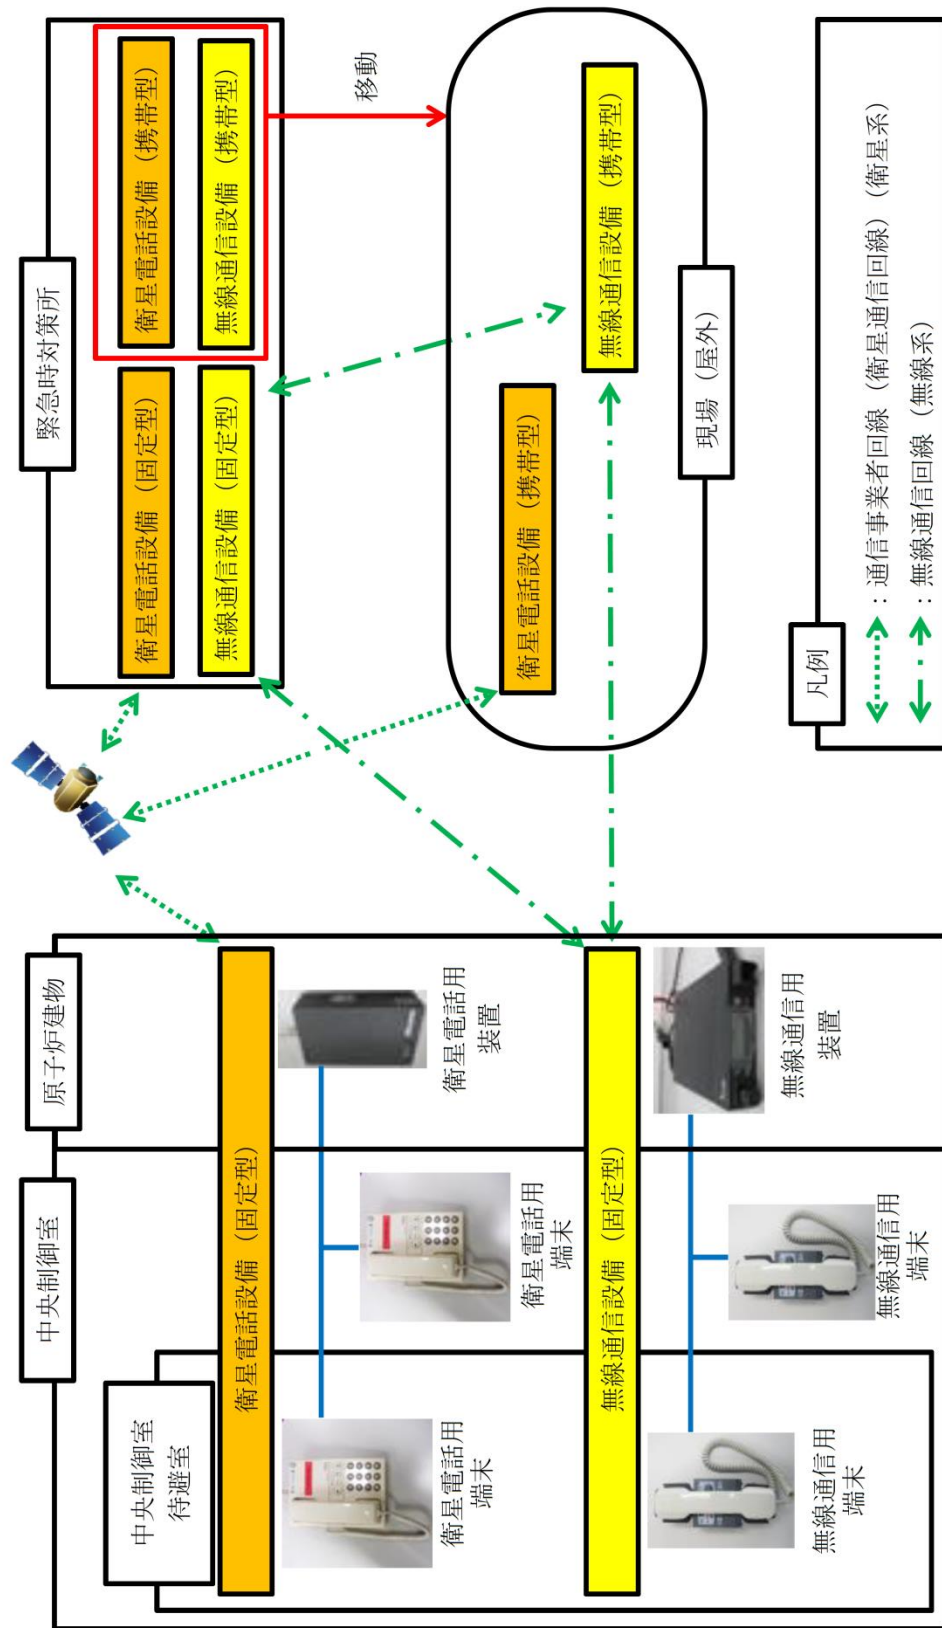 中央制御室
原子炉建物
中央制御室
待避室
衛星電話設備（固定型）
衛星電話用
端末
衛星電話用
端末
衛星電話用
装置
無線通信設備（固定型）
無線通信用
端末
無線通信用
端末
無線通信用
装置
緊急時対策所
衛星電話設備（固定型）
衛星電話設備（携帯型）
無線通信設備（固定型）
無線通信設備（携帯型）
移動
衛星電話設備（携帯型）
無線通信設備（携帯型）
現場（屋外）
凡例
：通信事業者回線（衛星通信回線）（衛星系）
：無線通信回線（無線系）